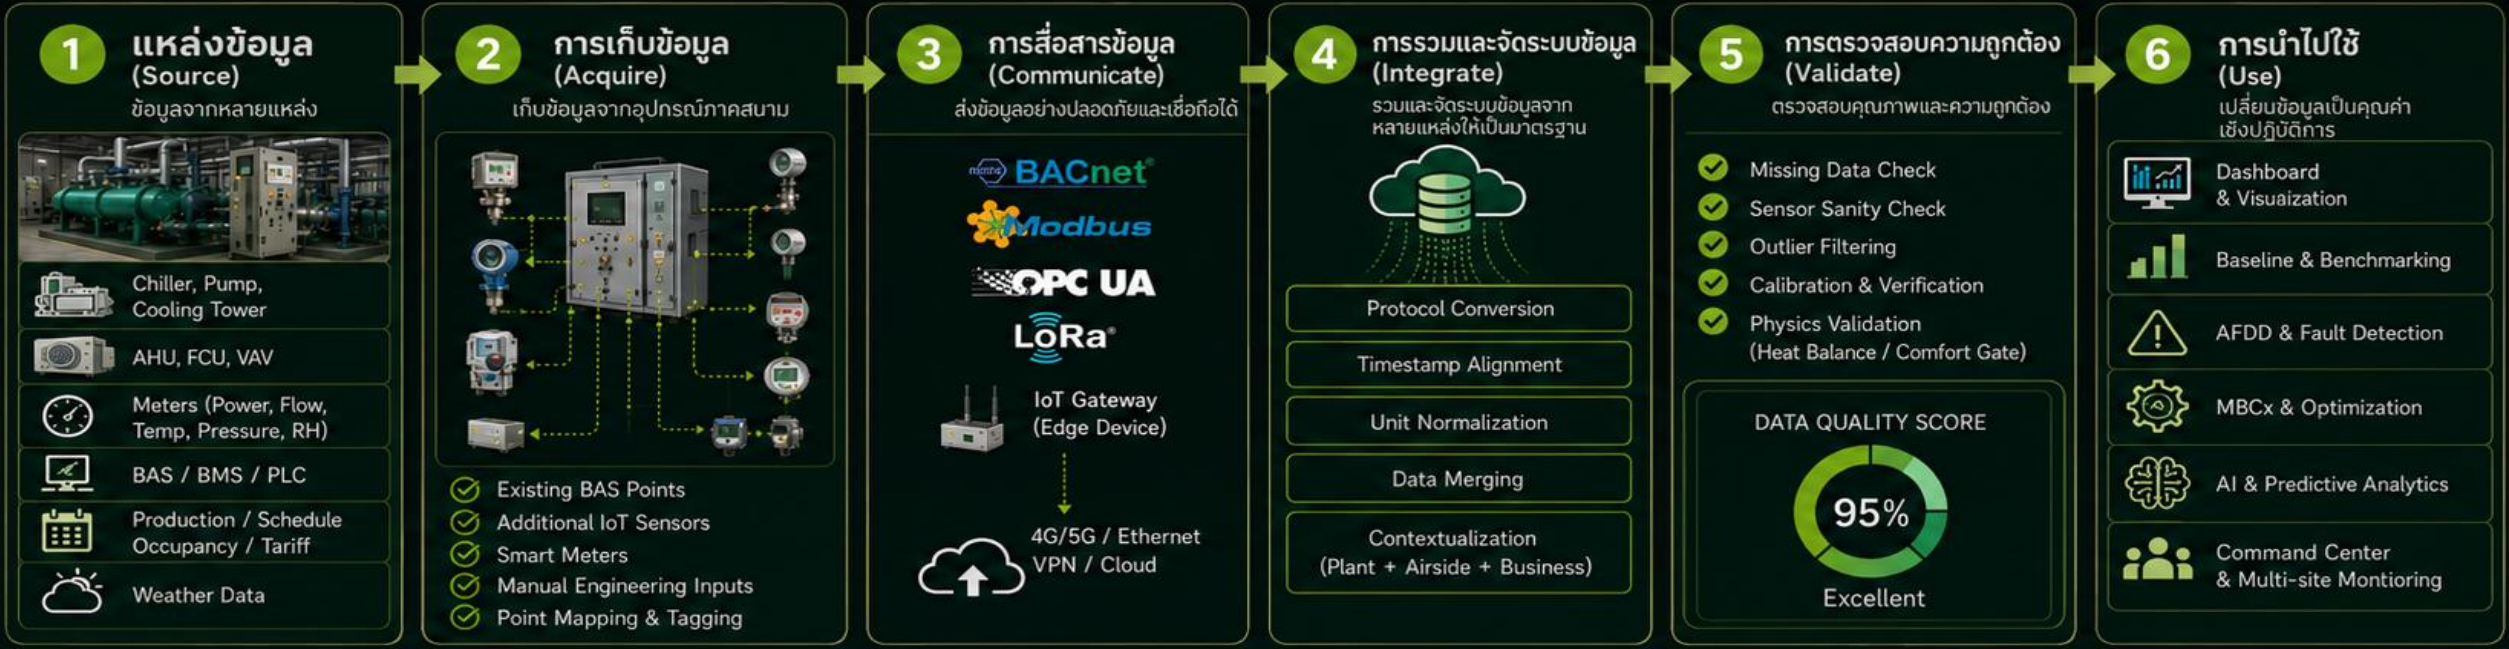 1
แหล่งข้อมูล
(Source)
ข้อมูลจากหลายแหล่ง
Chiller, Pump,
Cooling Tower
AHU, FCU, VAV
Meters (Power, Flow,
Temp, Pressure, RH)
BAS / BMS / PLC
Production / Schedule
Occupancy / Tariff
Weather Data
2
การเก็บข้อมูล
(Acquire)
เก็บข้อมูลจากอุปกรณ์ภาคสนาม
Existing BAS Points
Additional IoT Sensors
Smart Meters
Manual Engineering Inputs
Point Mapping & Tagging
3
การสื่อสารข้อมูล
(Communicate)
ส่งข้อมูลอย่างปลอดภัยและเชื่อถือได้
BACnet®
Modbus
OPC UA
LoRa®
IoT Gateway
(Edge Device)
4G/5G / Ethernet
VPN / Cloud
4
การรวมและจัดระบบข้อมูล
(Integrate)
รวมและจัดระบบข้อมูลจาก
หลายแหล่งให้เป็นมาตรฐาน
Protocol Conversion
Timestamp Alignment
Unit Normalization
Data Merging
Contextualization
(Plant + Airside + Business)
5
การตรวจสอบความถูกต้อง
(Validate)
ตรวจสอบคุณภาพและความถูกต้อง
Missing Data Check
Sensor Sanity Check
Outlier Filtering
Calibration & Verification
Physics Validation
(Heat Balance / Comfort Gate)
DATA QUALITY SCORE
95%
Excellent
6
การนำไปใช้
(Use)
เปลี่ยนข้อมูลเป็นคุณค่า
เชิงปฏิบัติการ
Dashboard
& Visuaization
Baseline & Benchmarking
AFDD & Fault Detection
MBCx & Optimization
AI & Predictive Analytics
Command Center
& Multi-site Montioring